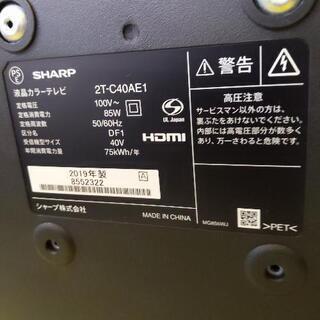 PS
E
SHARP
液晶カラーテレビ 2T-C40AE1
定格電圧 100V~
定格消費電力 85W
定格周波数 50/60Hz
区分名 DF1
受信機型サイズ 40V
年間消費電力量 75kWh/年
UL Japan
HDMI
2019年製 A
8552322
シャープ株式会社
MADE IN CHINA
警告
高圧注意
サービスマン以外の方は、
裏ぶたをあけないでください。
内部には高電圧部分が数多く
あり、万一さわると危険です。
>PET<